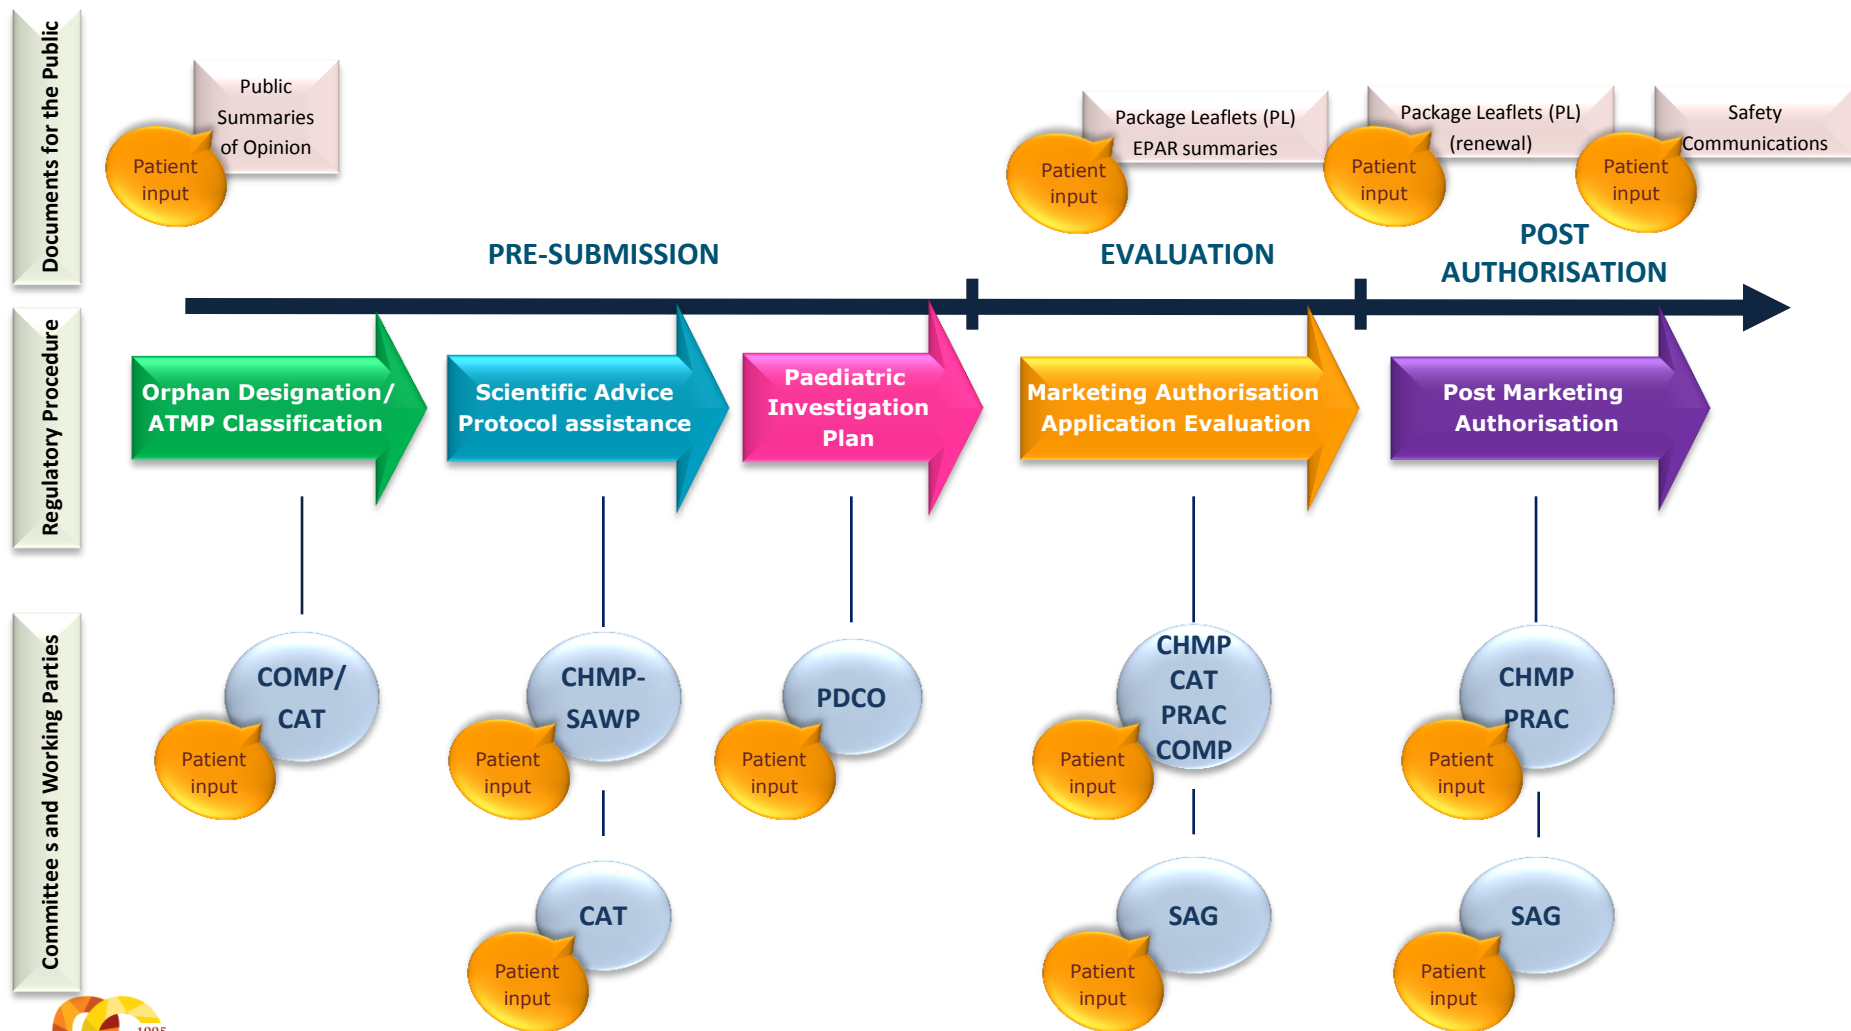 Documents for the Public
Public
Summaries
of Opinion
Patient
input
Package Leaflets (PL)
EPAR summaries
Patient
input
Package Leaflets (PL)
(renewal)
Patient
input
Safety
Communications
Patient
input
PRE-SUBMISSION
EVALUATION
POST
AUTHORISATION
Regulatory Procedure
Orphan Designation/
ATMP Classification
Scientific Advice
Protocol assistance
Paediatric
Investigation
Plan
Marketing Authorisation
Application Evaluation
Post Marketing
Authorisation
Committee s and Working Parties
COMP/
CAT
Patient
input
CHMP-
SAWP
Patient
input
PDCO
Patient
input
CHMP
CAT
PRAC
COMP
Patient
input
CHMP
PRAC
Patient
input
CAT
Patient
input
SAG
Patient
input
SAG
Patient
input
1995